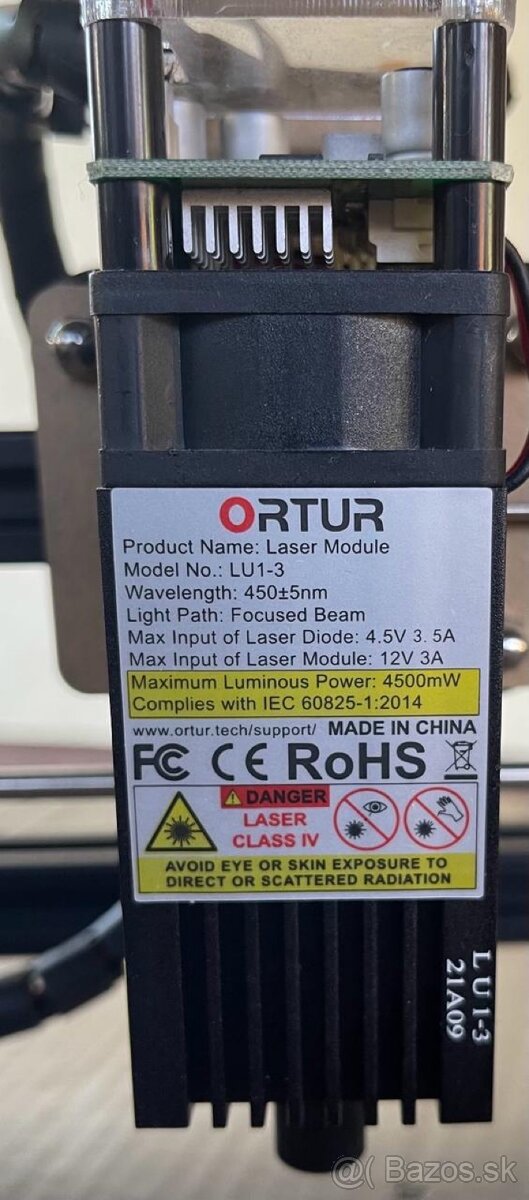 ORTUR
Product Name: Laser Module
Model No.: LU1-3
Wavelength: 450±5nm
Light Path: Focused Beam
Max Input of Laser Diode: 4.5V 3.5A
Max Input of Laser Module: 12V 3A
Maximum Luminous Power: 4500mW
Complies with IEC 60825-1:2014
www.ortur.tech/support/ MADE IN CHINA
FC CE RoHS
DANGER
LASER
CLASS IV
AVOID EYE OR SKIN EXPOSURE TO
DIRECT OR SCATTERED RADIATION
LU1-3
21A09
Bazos.sk